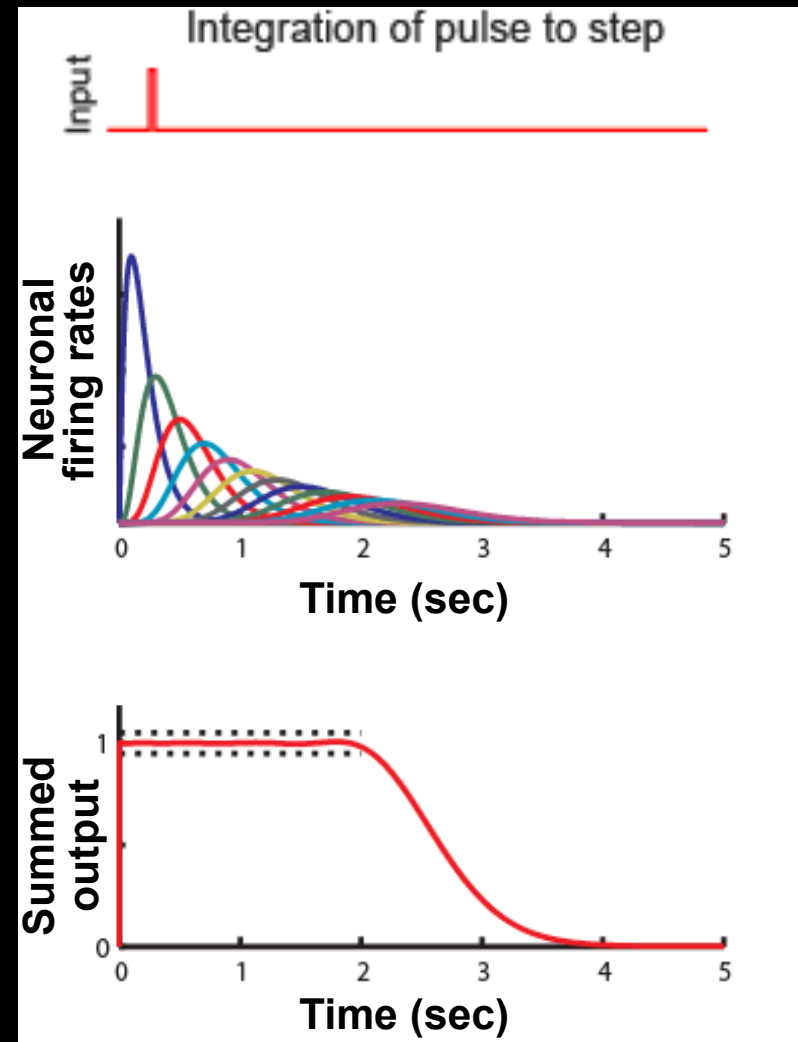 Integration of pulse to step
Input
Neuronal
firing rates
0 1 2 3 4 5
Time (sec)
Summed
output
1
0
0 1 2 3 4 5
Time (sec)